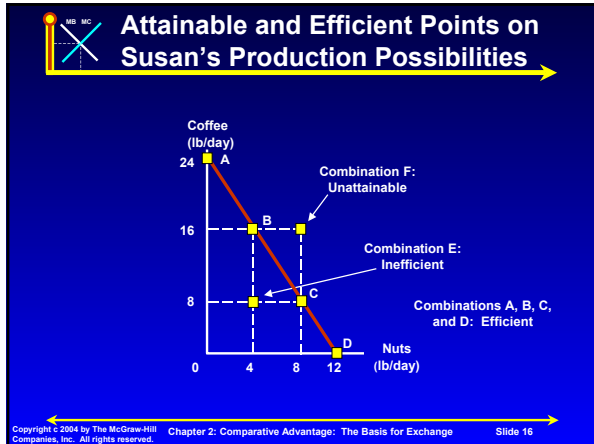 MB MC
Attainable and Efficient Points on
Susan's Production Possibilities
Coffee
(lb/day)
24
A
Combination F:
Unattainable
16
B
Combination E:
Inefficient
8
C
Combinations A, B, C,
and D: Efficient
D
Nuts
(lb/day)
0 4 8 12
Copyright c 2004 by The McGraw-Hill
Companies, Inc. All rights reserved.
Chapter 2: Comparative Advantage: The Basis for Exchange
Slide 16